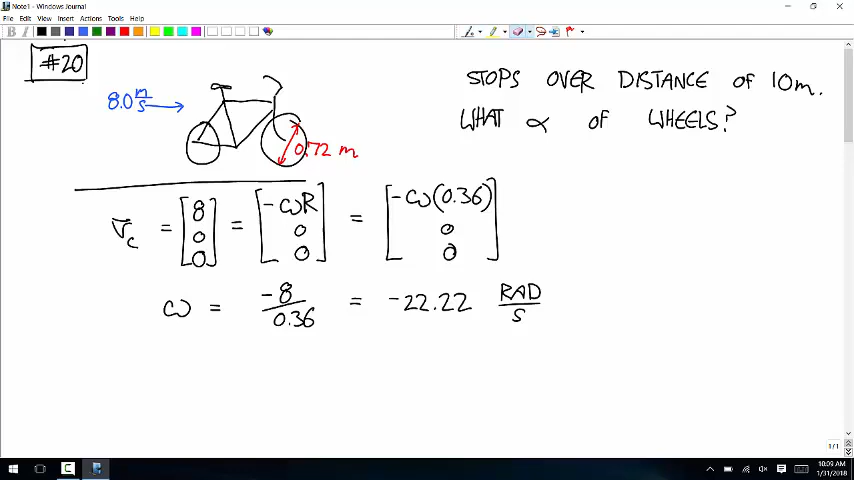 Note1 - Windows Journal
File Edit View Insert Actions Tools Help
B I
#20
8.0 m/s
0.72 m
STOPS OVER DISTANCE of 10m.
WHAT α OF WHEELS?
v̄c = [8 0 0] = [-ωR 0 0] = [-ω(0.36) 0 0]
ω = -8/0.36 = -22.22 RAD/S
1/1
10:09 AM
1/31/2018